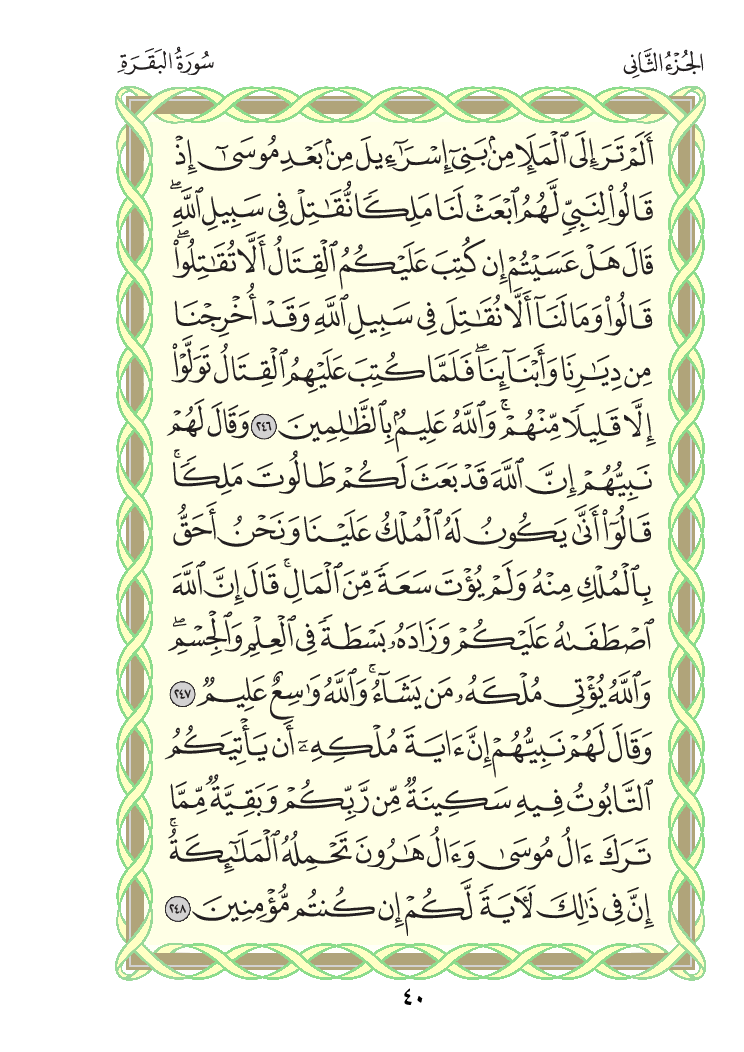 الجُزْءُ الثَّانِي
سُورَةُ البَقَرَةِ
أَلَمْ تَرَ إِلَى ٱلْمَلَإِ مِنۢ بَنِيٓ إِسْرَٰٓءِيلَ مِنۢ بَعْدِ مُوسَىٰٓ إِذْ
قَالُوا۟ لِنَبِىٍّ لَّهُمُ ٱبْعَثْ لَنَا مَلِكًا نُّقَٰتِلْ فِى سَبِيلِ ٱللَّهِۖ
قَالَ هَلْ عَسَيْتُمْ إِن كُتِبَ عَلَيْكُمُ ٱلْقِتَالُ أَلَّا تُقَٰتِلُوا۟ۖ
قَالُوا۟ وَمَا لَنَآ أَلَّا نُقَٰتِلَ فِى سَبِيلِ ٱللَّهِ وَقَدْ أُخْرِجْنَا
مِن دِيَٰرِنَا وَأَبْنَآئِنَاۖ فَلَمَّا كُتِبَ عَلَيْهِمُ ٱلْقِتَالُ تَوَلَّوْا۟
إِلَّا قَلِيلًا مِّنْهُمْۚ وَٱللَّهُ عَلِيمٌۢ بِٱلظَّٰلِمِينَ ٢٤٦ وَقَالَ لَهُمْ
نَبِيُّهُمْ إِنَّ ٱللَّهَ قَدْ بَعَثَ لَكُمْ طَالُوتَ مَلِكًاۚ
قَالُوٓا۟ أَنَّىٰ يَكُونُ لَهُ ٱلْمُلْكُ عَلَيْنَا وَنَحْنُ أَحَقُّ
بِٱلْمُلْكِ مِنْهُ وَلَمْ يُؤْتَ سَعَةً مِّنَ ٱلْمَالِۚ قَالَ إِنَّ ٱللَّهَ
ٱصْطَفَىٰهُ عَلَيْكُمْ وَزَادَهُۥ بَسْطَةً فِى ٱلْعِلْمِ وَٱلْجِسْمِۖ
وَٱللَّهُ يُؤْتِى مُلْكَهُۥ مَن يَشَآءُۚ وَٱللَّهُ وَٰسِعٌ عَلِيمٌ ٢٤٧
وَقَالَ لَهُمْ نَبِيُّهُمْ إِنَّ ءَايَةَ مُلْكِهِۦٓ أَن يَأْتِيَكُمُ
ٱلتَّابُوتُ فِيهِ سَكِينَةٌ مِّن رَّبِّكُمْ وَبَقِيَّةٌ مِّمَّا
تَرَكَ ءَالُ مُوسَىٰ وَءَالُ هَٰرُونَ تَحْمِلُهُ ٱلْمَلَٰٓئِكَةُۚ
إِنَّ فِى ذَٰلِكَ لَءَايَةً لَّكُمْ إِن كُنتُم مُّؤْمِنِينَ ٢٤٨
٤٠